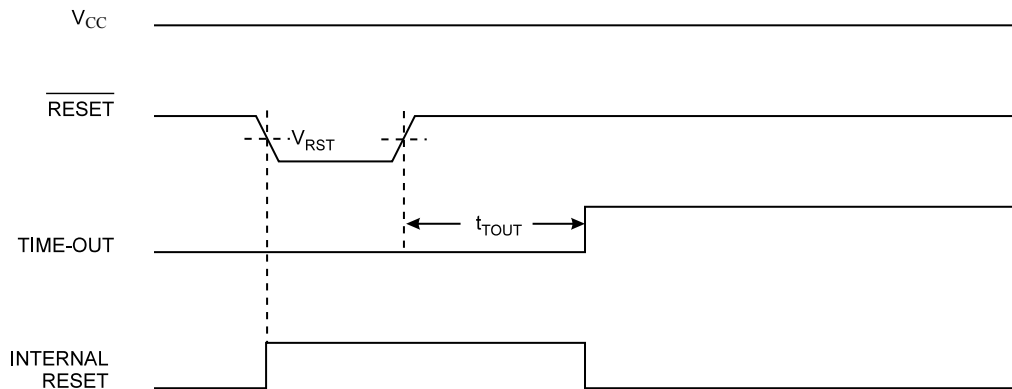 VCC
RESET
VRST
tTOUT
TIME-OUT
INTERNAL
RESET